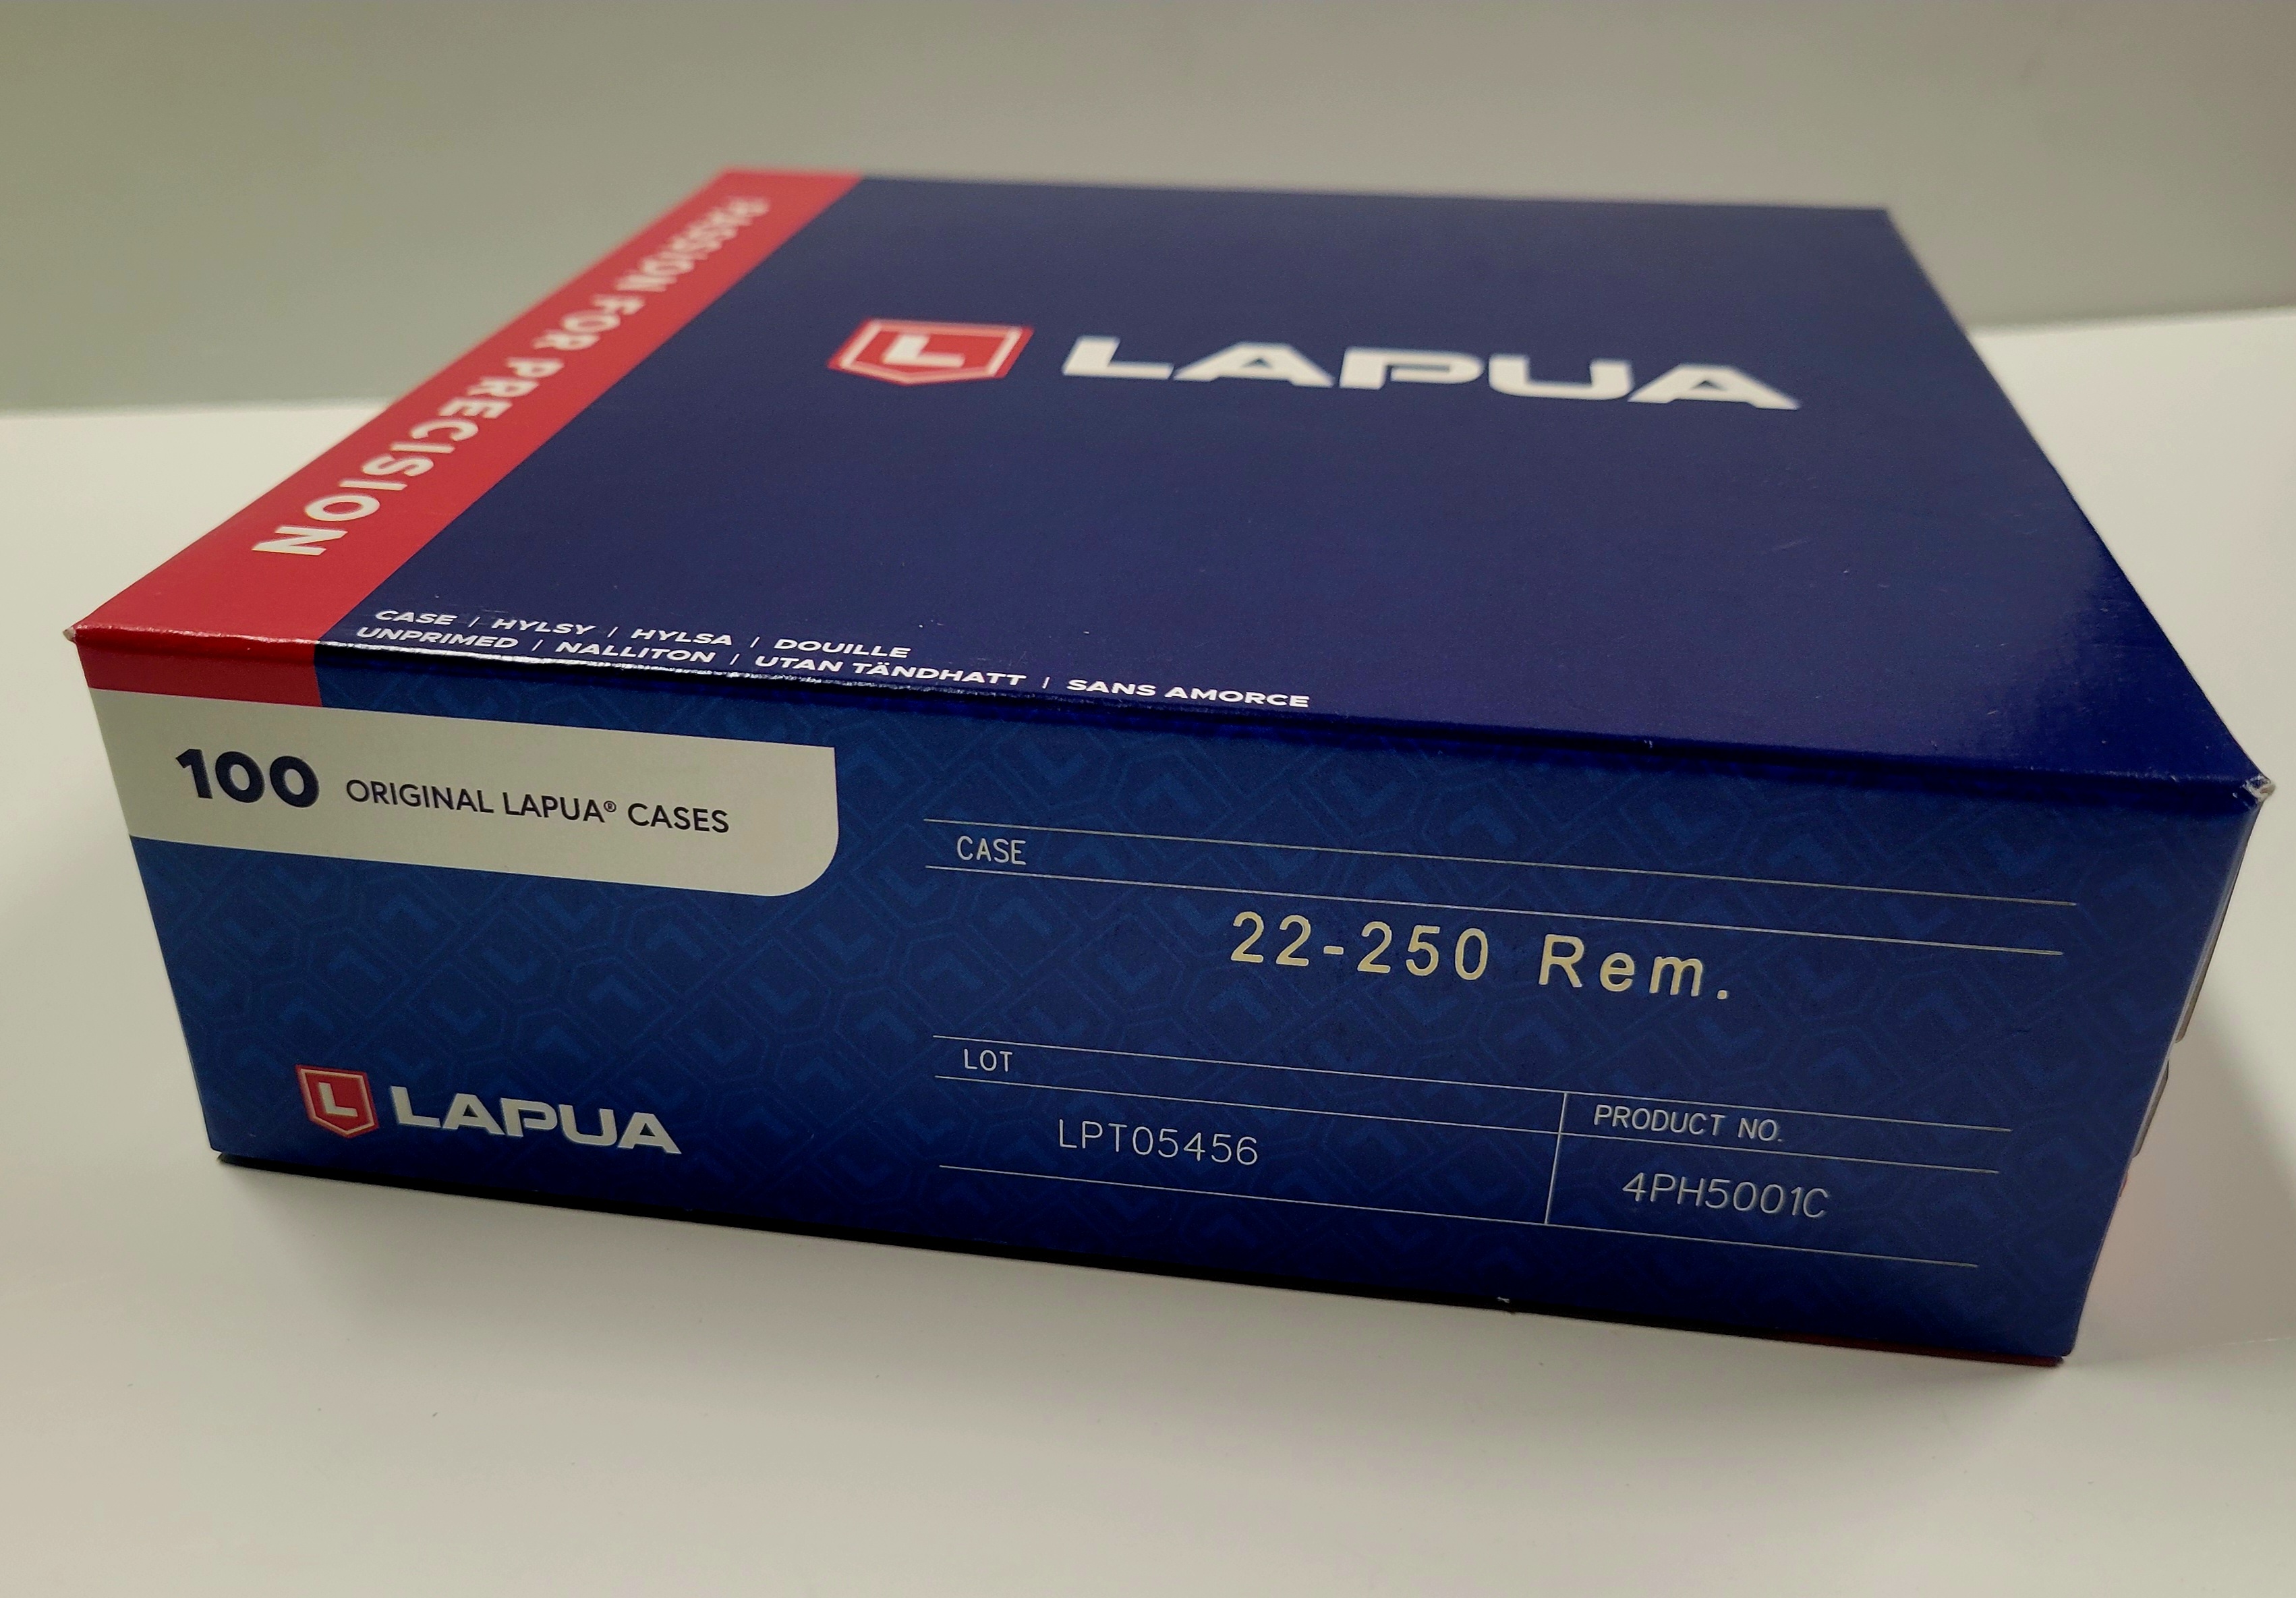 PASSION FOR PRECISION
L LAPUA
CASE / HYLSY / HYLSA / DOUILLE
UNPRIMED / NALLITON / UTAN TÄNDHATT / SANS AMORCE
100 ORIGINAL LAPUA® CASES
CASE
22-250 Rem.
LOT
PRODUCT NO.
LPT05456
4PH5001C
L LAPUA